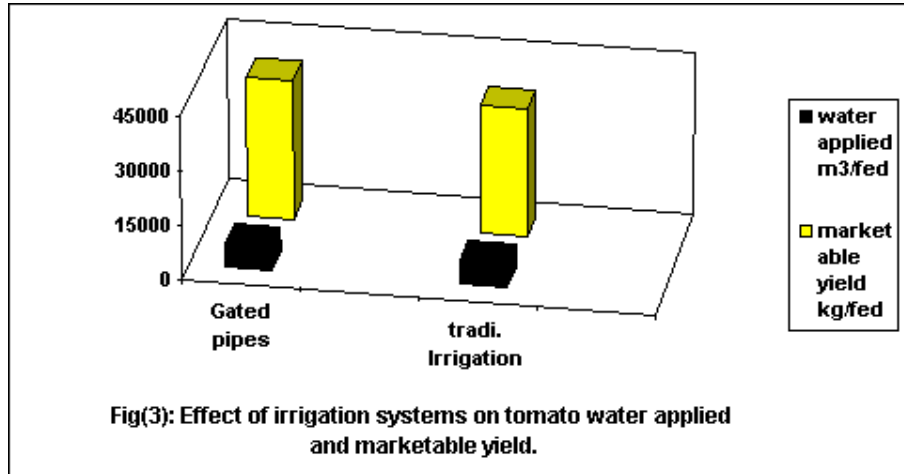 45000
30000
15000
0
Gated
pipes
tradi.
Irrigation
water
applied
m3/fed
market
able
yield
kg/fed
Fig(3): Effect of irrigation systems on tomato water applied
and marketable yield.